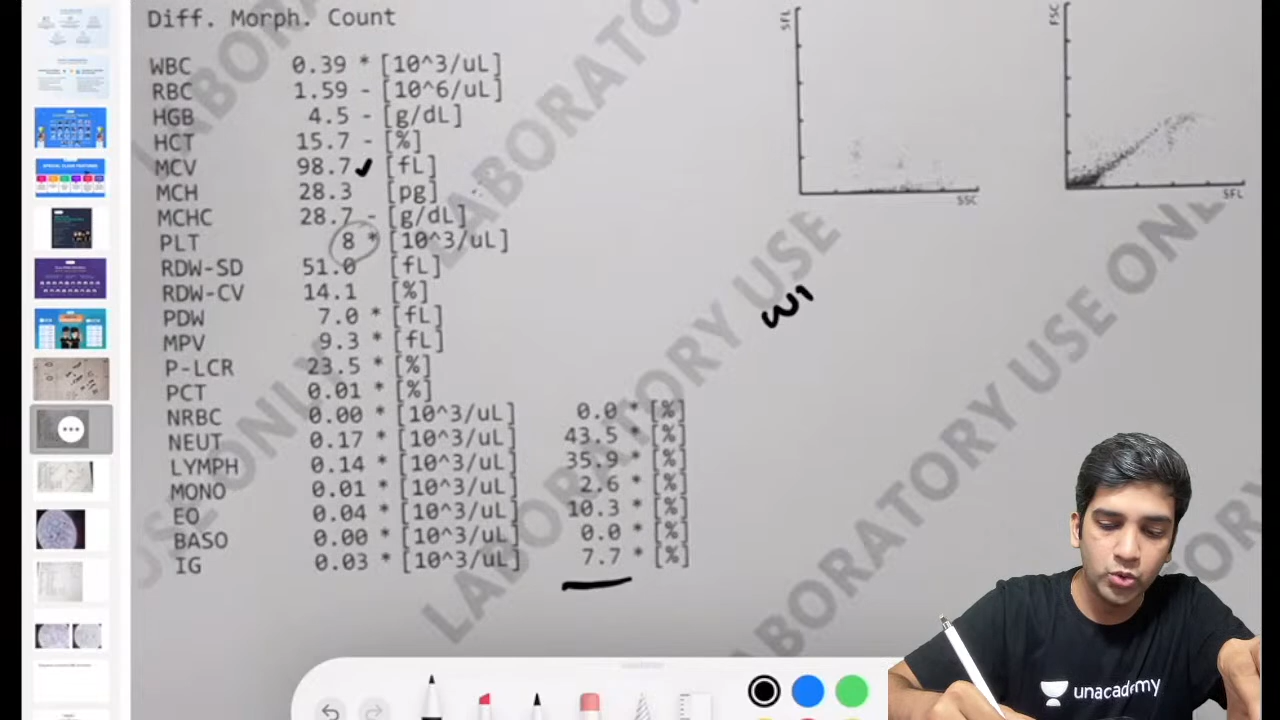 Diff. Morph. Count
WBC 0.39 * [10^3/uL]
RBC 1.59 - [10^6/uL]
HGB 4.5 - [g/dL]
HCT 15.7 - [%]
MCV 98.7 [fL]
MCH 28.3 [pg]
MCHC 28.7 - [g/dL]
PLT 8 * [10^3/uL]
RDW-SD 51.0 [fL]
RDW-CV 14.1 [%]
PDW 7.0 * [fL]
MPV 9.3 * [fL]
P-LCR 23.5 * [%]
PCT 0.01 * [%]
NRBC 0.00 * [10^3/uL] 0.0 * [%]
NEUT 0.17 * [10^3/uL] 43.5 * [%]
LYMPH 0.14 * [10^3/uL] 35.9 * [%]
MONO 0.01 * [10^3/uL] 2.6 * [%]
EO 0.04 * [10^3/uL] 10.3 * [%]
BASO 0.00 * [10^3/uL] 0.0 * [%]
IG 0.03 * [10^3/uL] 7.7 * [%]
SFL
SSC
FSC
SFL
LABORATORY USE ONLY
LABORATORY USE ONLY
unacademy